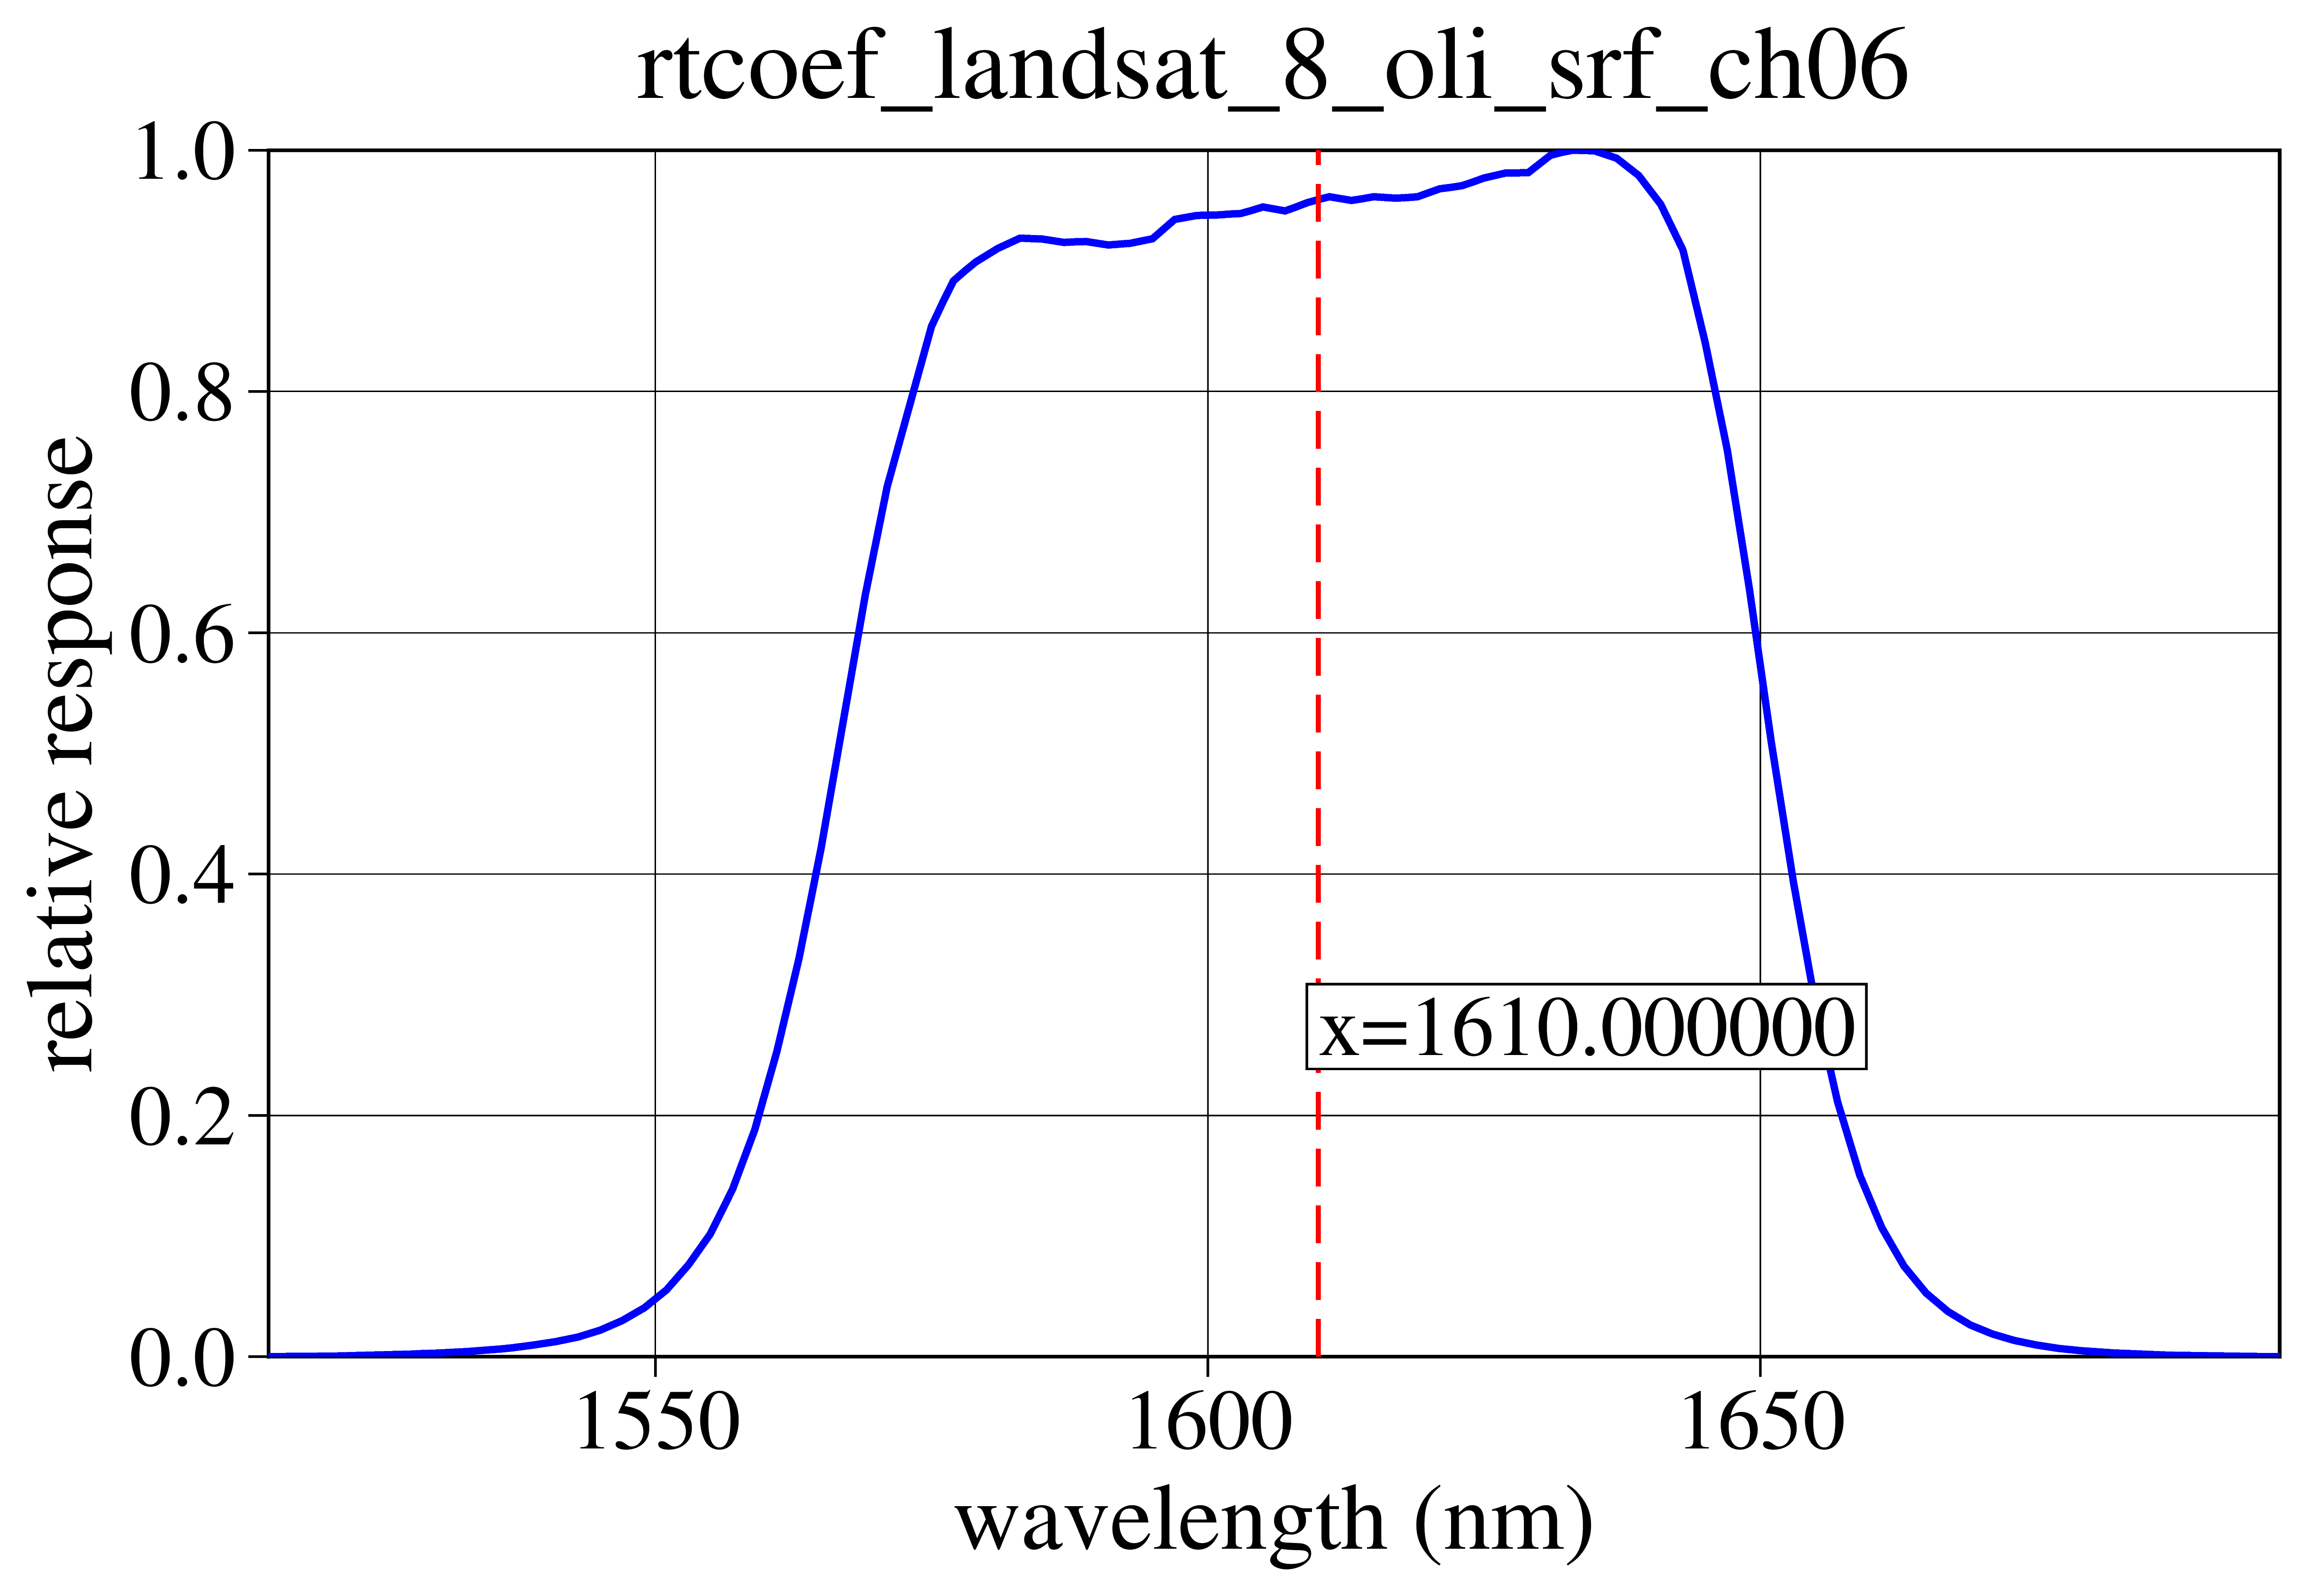 rtcoef_landsat_8_oli_srf_ch06
1.0
0.8
0.6
0.4
0.2
0.0
relative response
x=1610.000000
1550 1600 1650
wavelength (nm)